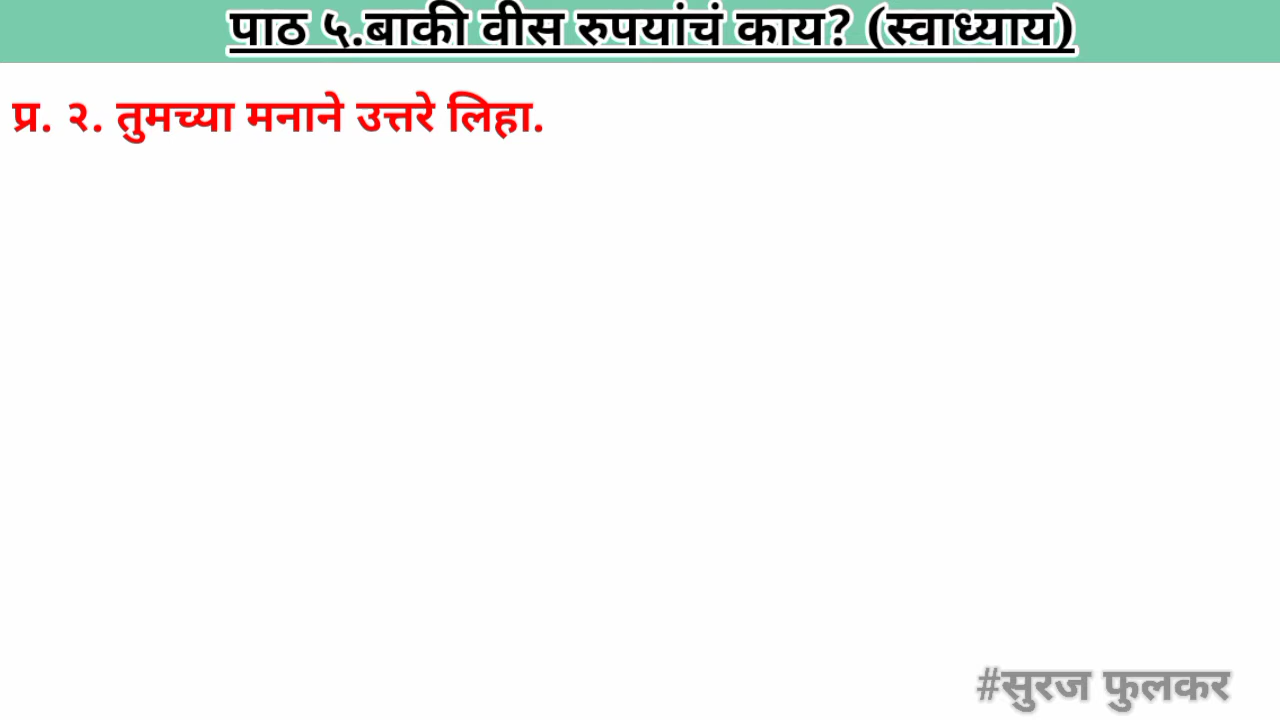 पाठ ५.बाकी वीस रुपयांचं काय? (स्वाध्याय)
प्र. २. तुमच्या मनाने उत्तरे लिहा.
#सुरज फुलकर